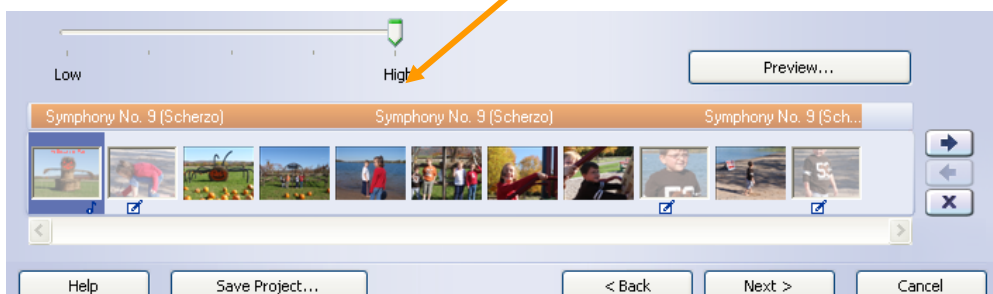 Low High Preview...
Symphony No. 9 (Scherzo) Symphony No. 9 (Scherzo) Symphony No. 9 (Sch...
Help Save Project... < Back Next > Cancel